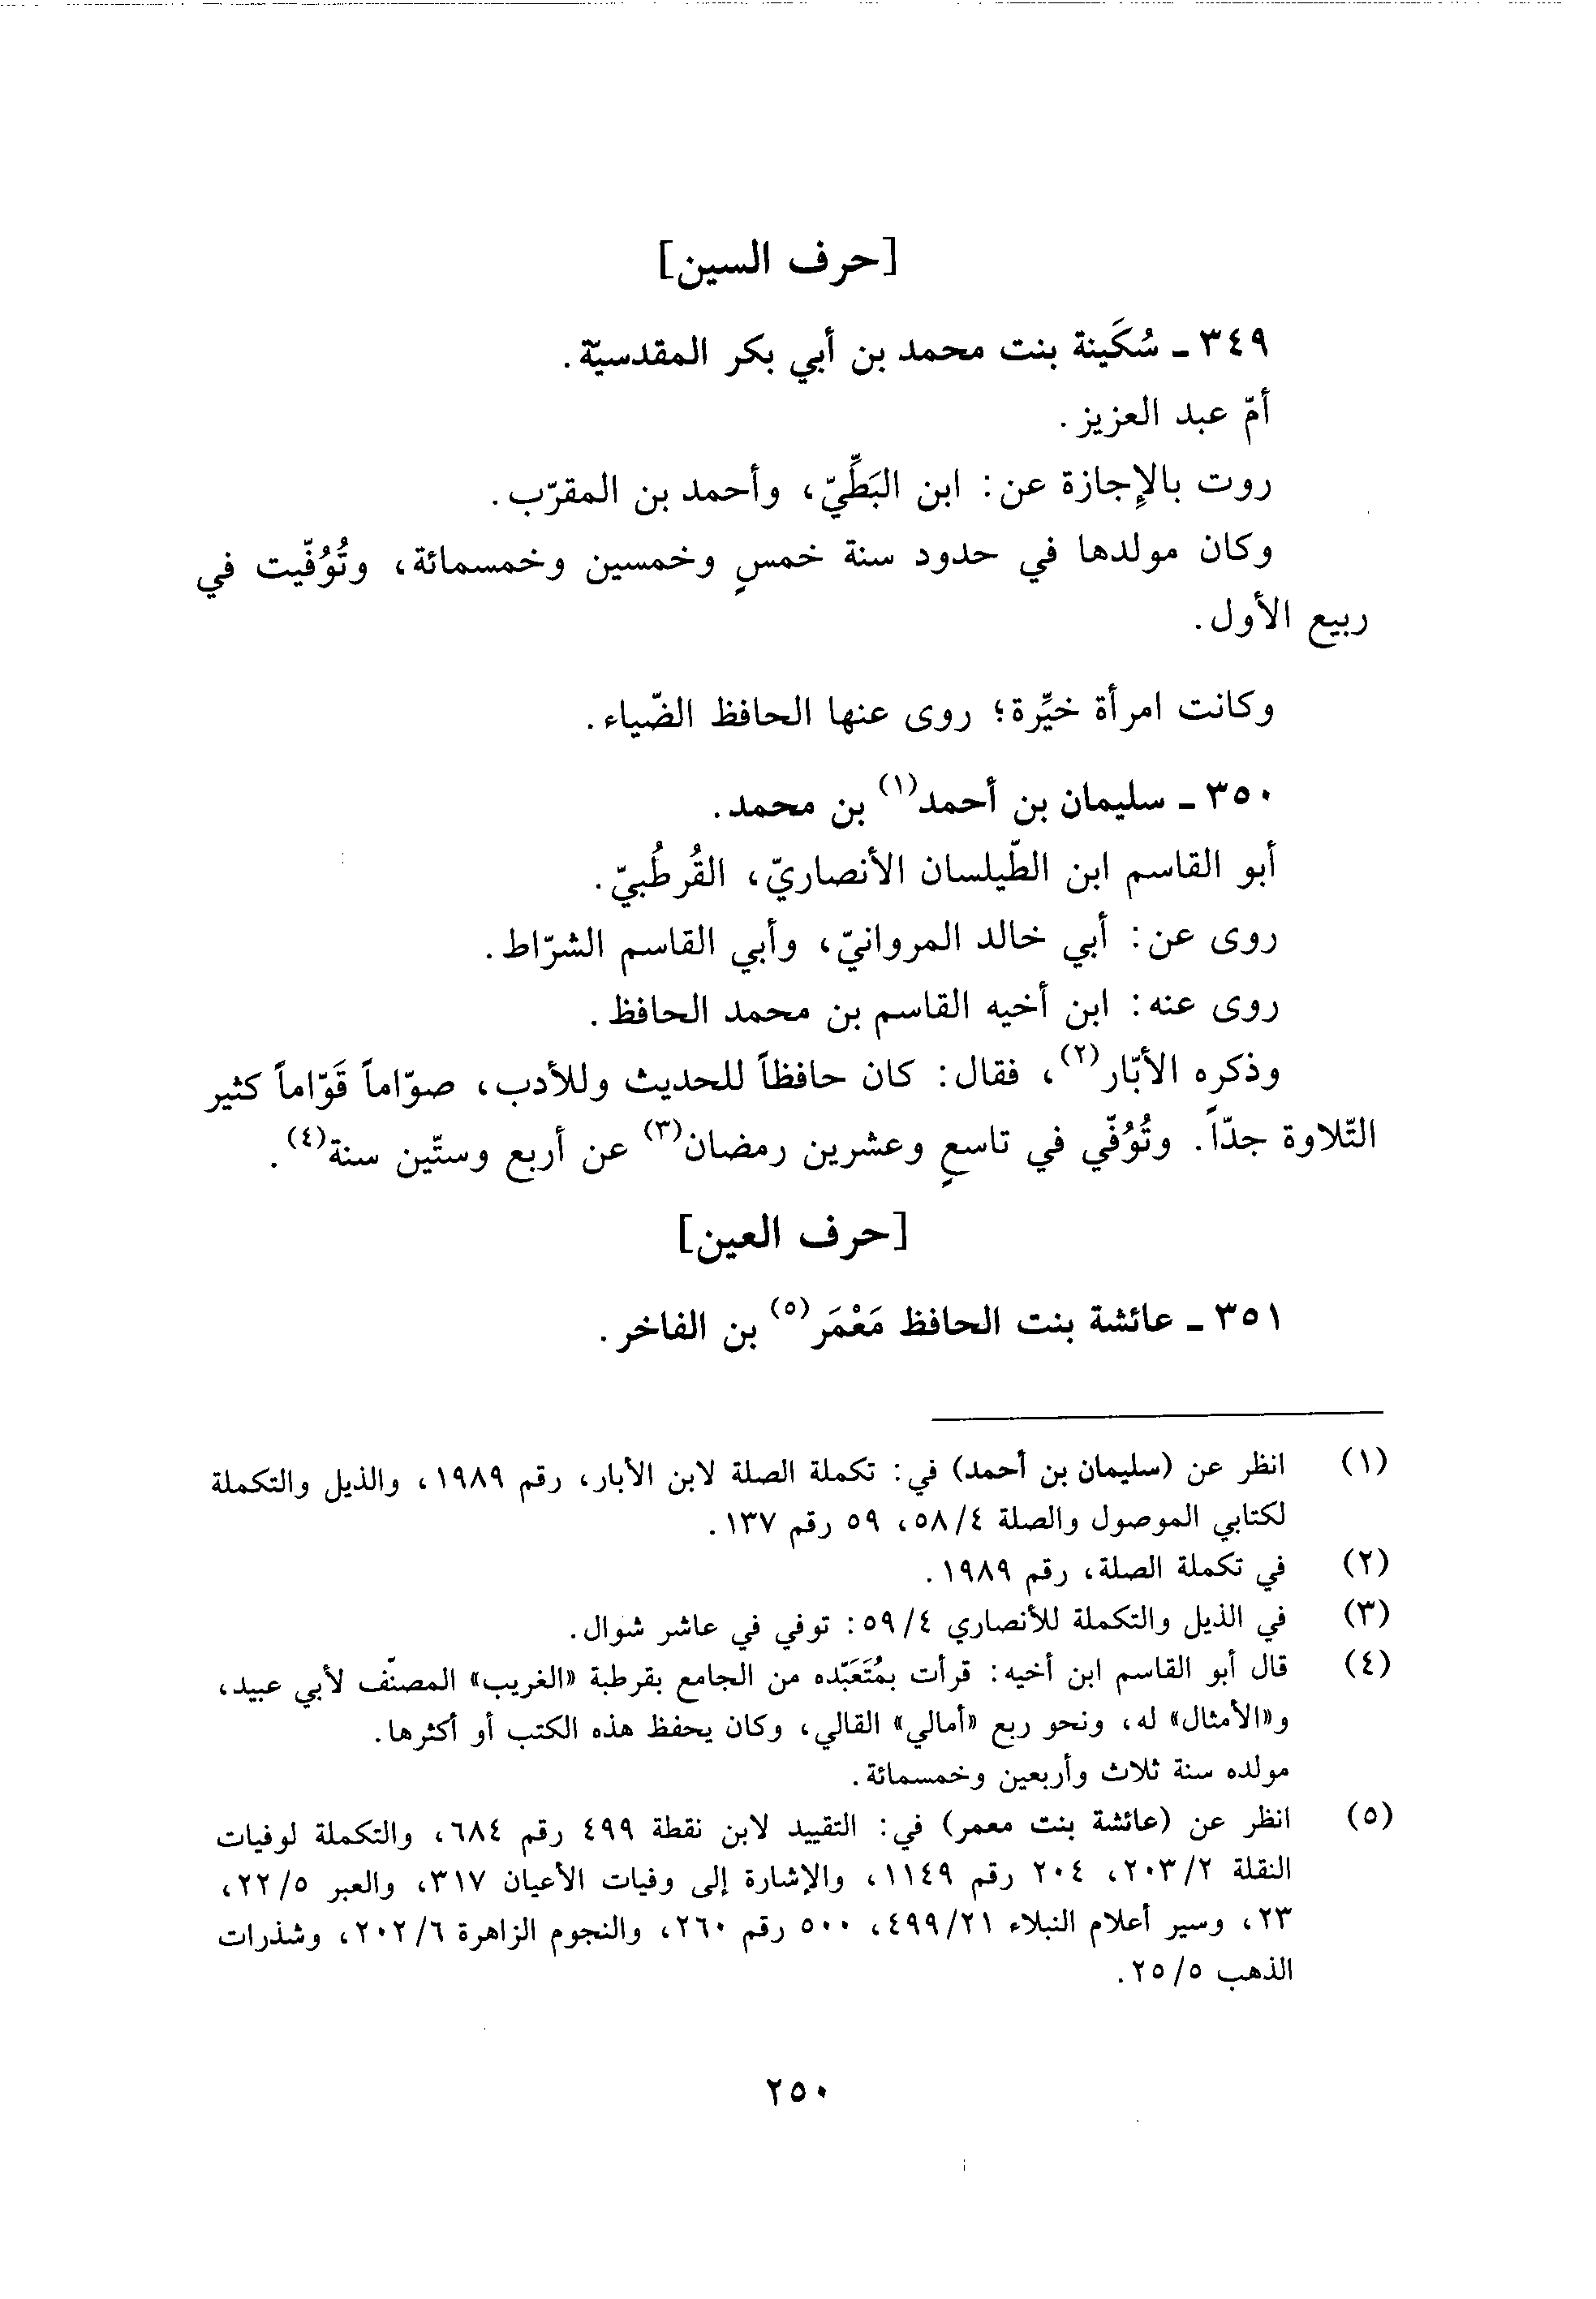 [حرف السين]
٣٤٩ ـ سُكَينة بنت محمد بن أبي بكر المقدسيّة.
أمّ عبد العزيز.
روت بالإجازة عن: ابن البَطِّيّ، وأحمد بن المقرّب.
وكان مولدها في حدود سنة خمسٍ وخمسين وخمسمائة، وتُوُفّيت في
ربيع الأول.
وكانت امرأة خيِّرة؛ روى عنها الحافظ الضّياء.
٣٥٠ ـ سليمان بن أحمد(١) بن محمد.
أبو القاسم ابن الطّيلسان الأنصاريّ، القُرطُبيّ.
روى عن: أبي خالد المروانيّ، وأبي القاسم الشرّاط.
روى عنه: ابن أخيه القاسم بن محمد الحافظ.
وذكره الأبّار(٢)، فقال: كان حافظاً للحديث وللأدب، صوّاماً قَوّاماً كثير
التّلاوة جدّاً. وتُوُفّي في تاسعٍ وعشرين رمضان(٣) عن أربع وستّين سنة(٤).
[حرف العين]
٣٥١ ـ عائشة بنت الحافظ مَعْمَر(٥) بن الفاخر.
(١) انظر عن (سليمان بن أحمد) في: تكملة الصلة لابن الأبار، رقم ١٩٨٩، والذيل والتكملة
لكتابي الموصول والصلة ٥٨/٤، ٥٩ رقم ١٣٧.
(٢) في تكملة الصلة، رقم ١٩٨٩.
(٣) في الذيل والتكملة للأنصاري ٥٩/٤: توفي في عاشر شوال.
(٤) قال أبو القاسم ابن أخيه: قرأت بمُتَعَبّده من الجامع بقرطبة «الغريب» المصنّف لأبي عبيد،
و«الأمثال» له، ونحو ربع «أمالي» القالي، وكان يحفظ هذه الكتب أو أكثرها.
مولده سنة ثلاث وأربعين وخمسمائة.
(٥) انظر عن (عائشة بنت معمر) في: التقييد لابن نقطة ٤٩٩ رقم ٦٨٤، والتكملة لوفيات
النقلة ٢٠٣/٢، ٢٠٤ رقم ١١٤٩، والإشارة إلى وفيات الأعيان ٣١٧، والعبر ٢٢/٥،
٢٣، وسير أعلام النبلاء ٤٩٩/٢١، ٥٠٠ رقم ٢٦٠، والنجوم الزاهرة ٢٠٢/٦، وشذرات
الذهب ٢٥/٥.
٢٥٠